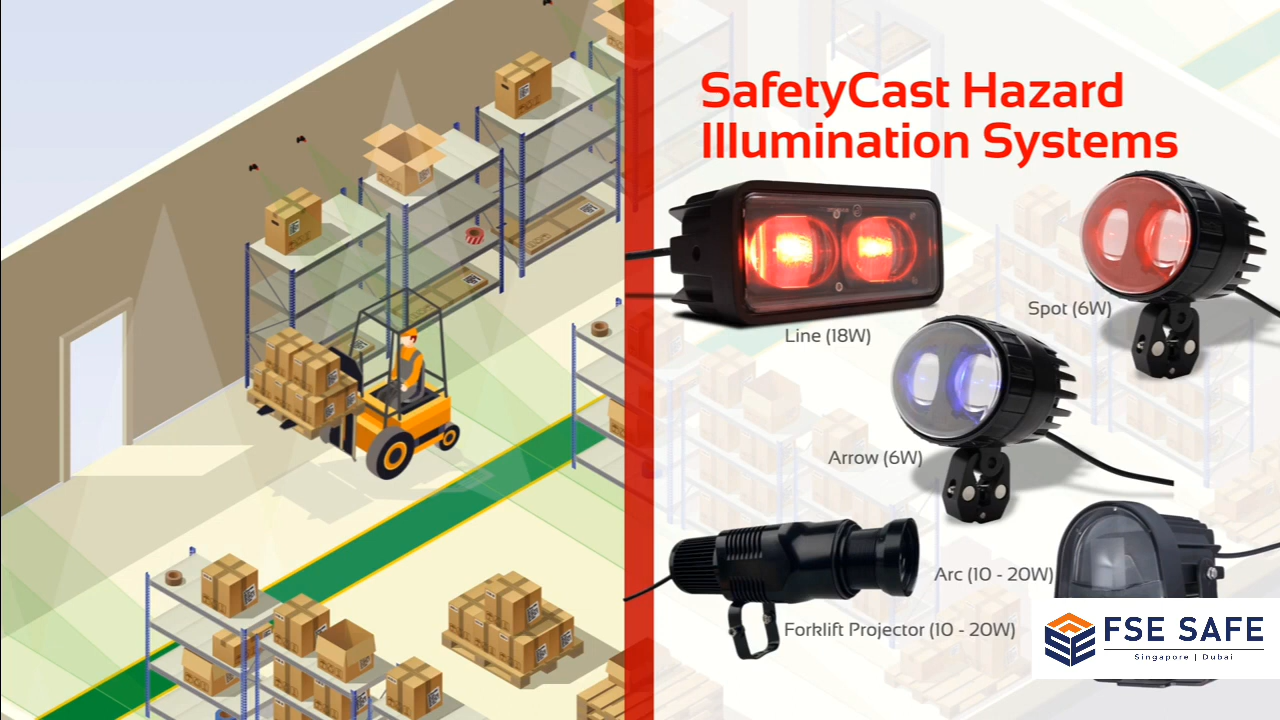 SafetyCast Hazard
Illumination Systems
Spot (6W)
Line (18W)
Arrow (6W)
Arc (10 - 20W)
Forklift Projector (10 - 20W)
FSE SAFE
Singapore | Dubai